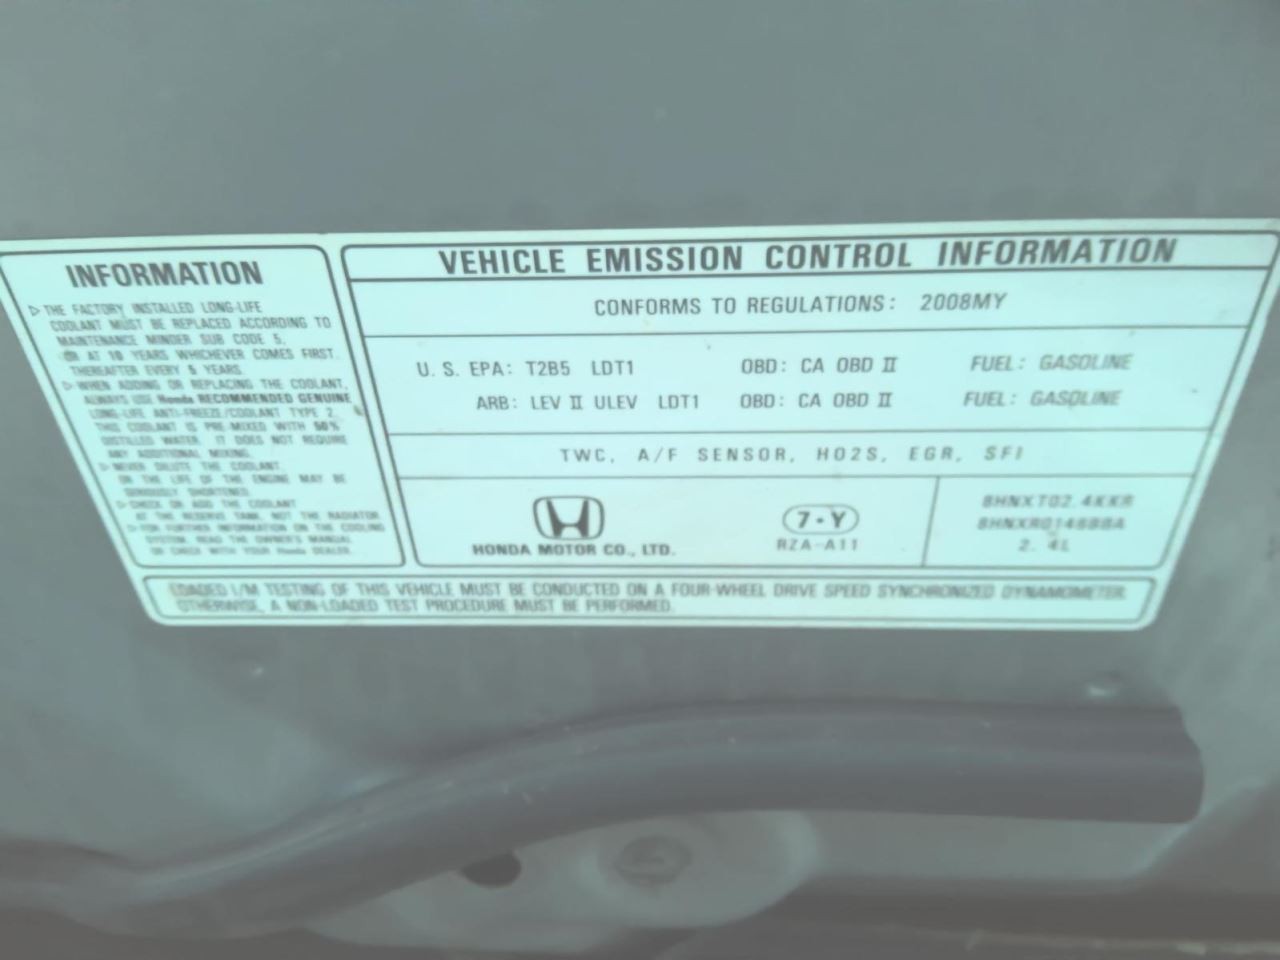 INFORMATION
▷ THE FACTORY INSTALLED LONG-LIFE
COOLANT MUST BE REPLACED ACCORDING TO
MAINTENANCE MINDER SUB CODE 5,
OR AT 10 YEARS WHICHEVER COMES FIRST.
THEREAFTER EVERY 5 YEARS.
▷ WHEN ADDING OR REPLACING THE COOLANT,
ALWAYS USE Honda RECOMMENDED GENUINE
LONG-LIFE ANTI-FREEZE/COOLANT TYPE 2.
THIS COOLANT IS PRE-MIXED WITH 50%
DISTILLED WATER. IT DOES NOT REQUIRE
ANY ADDITIONAL MIXING.
▷ NEVER DILUTE THE COOLANT,
OR THE LIFE OF THE ENGINE MAY BE
SERIOUSLY SHORTENED.
▷ CHECK OR ADD THE COOLANT
AT THE RESERVE TANK, NOT THE RADIATOR.
▷ FOR FURTHER INFORMATION ON THE COOLING
SYSTEM, READ THE OWNER'S MANUAL
OR CHECK WITH YOUR Honda DEALER.
VEHICLE EMISSION CONTROL INFORMATION
CONFORMS TO REGULATIONS: 2008MY
U. S. EPA: T2B5 LDT1 OBD: CA OBD II FUEL: GASOLINE
ARB: LEV II ULEV LDT1 OBD: CA OBD II FUEL: GASOLINE
TWC, A/F SENSOR, HO2S, EGR, SFI
HONDA MOTOR CO., LTD.
7・Y
RZA-A11
8HNXT02.4KKR
2.4L
LOADED I/M TESTING OF THIS VEHICLE MUST BE CONDUCTED ON A FOUR-WHEEL DRIVE SPEED SYNCHRONIZED DYNAMOMETER.
OTHERWISE, A NON-LOADED TEST PROCEDURE MUST BE PERFORMED.